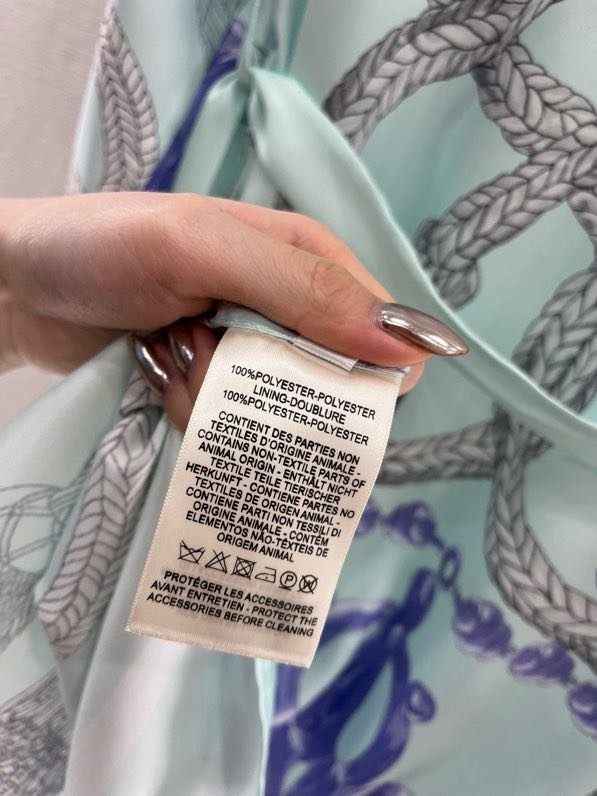 100%POLYESTER-POLYESTER
LINING-DOUBLURE
100%POLYESTER-POLYESTER
CONTIENT DES PARTIES NON
TEXTILES D'ORIGINE ANIMALE -
CONTAINS NON-TEXTILE PARTS OF
ANIMAL ORIGIN - ENTHÄLT NICHT
TEXTILE TEILE TIERISCHER
HERKUNFT - CONTIENE PARTES NO
TEXTILES DE ORIGEN ANIMAL -
CONTIENE PARTI NON TESSILI DI
ORIGINE ANIMALE - CONTÉM
ELEMENTOS NÃO-TÊXTEIS DE
ORIGEM ANIMAL
PROTÉGER LES ACCESSOIRES
AVANT ENTRETIEN - PROTECT THE
ACCESSORIES BEFORE CLEANING